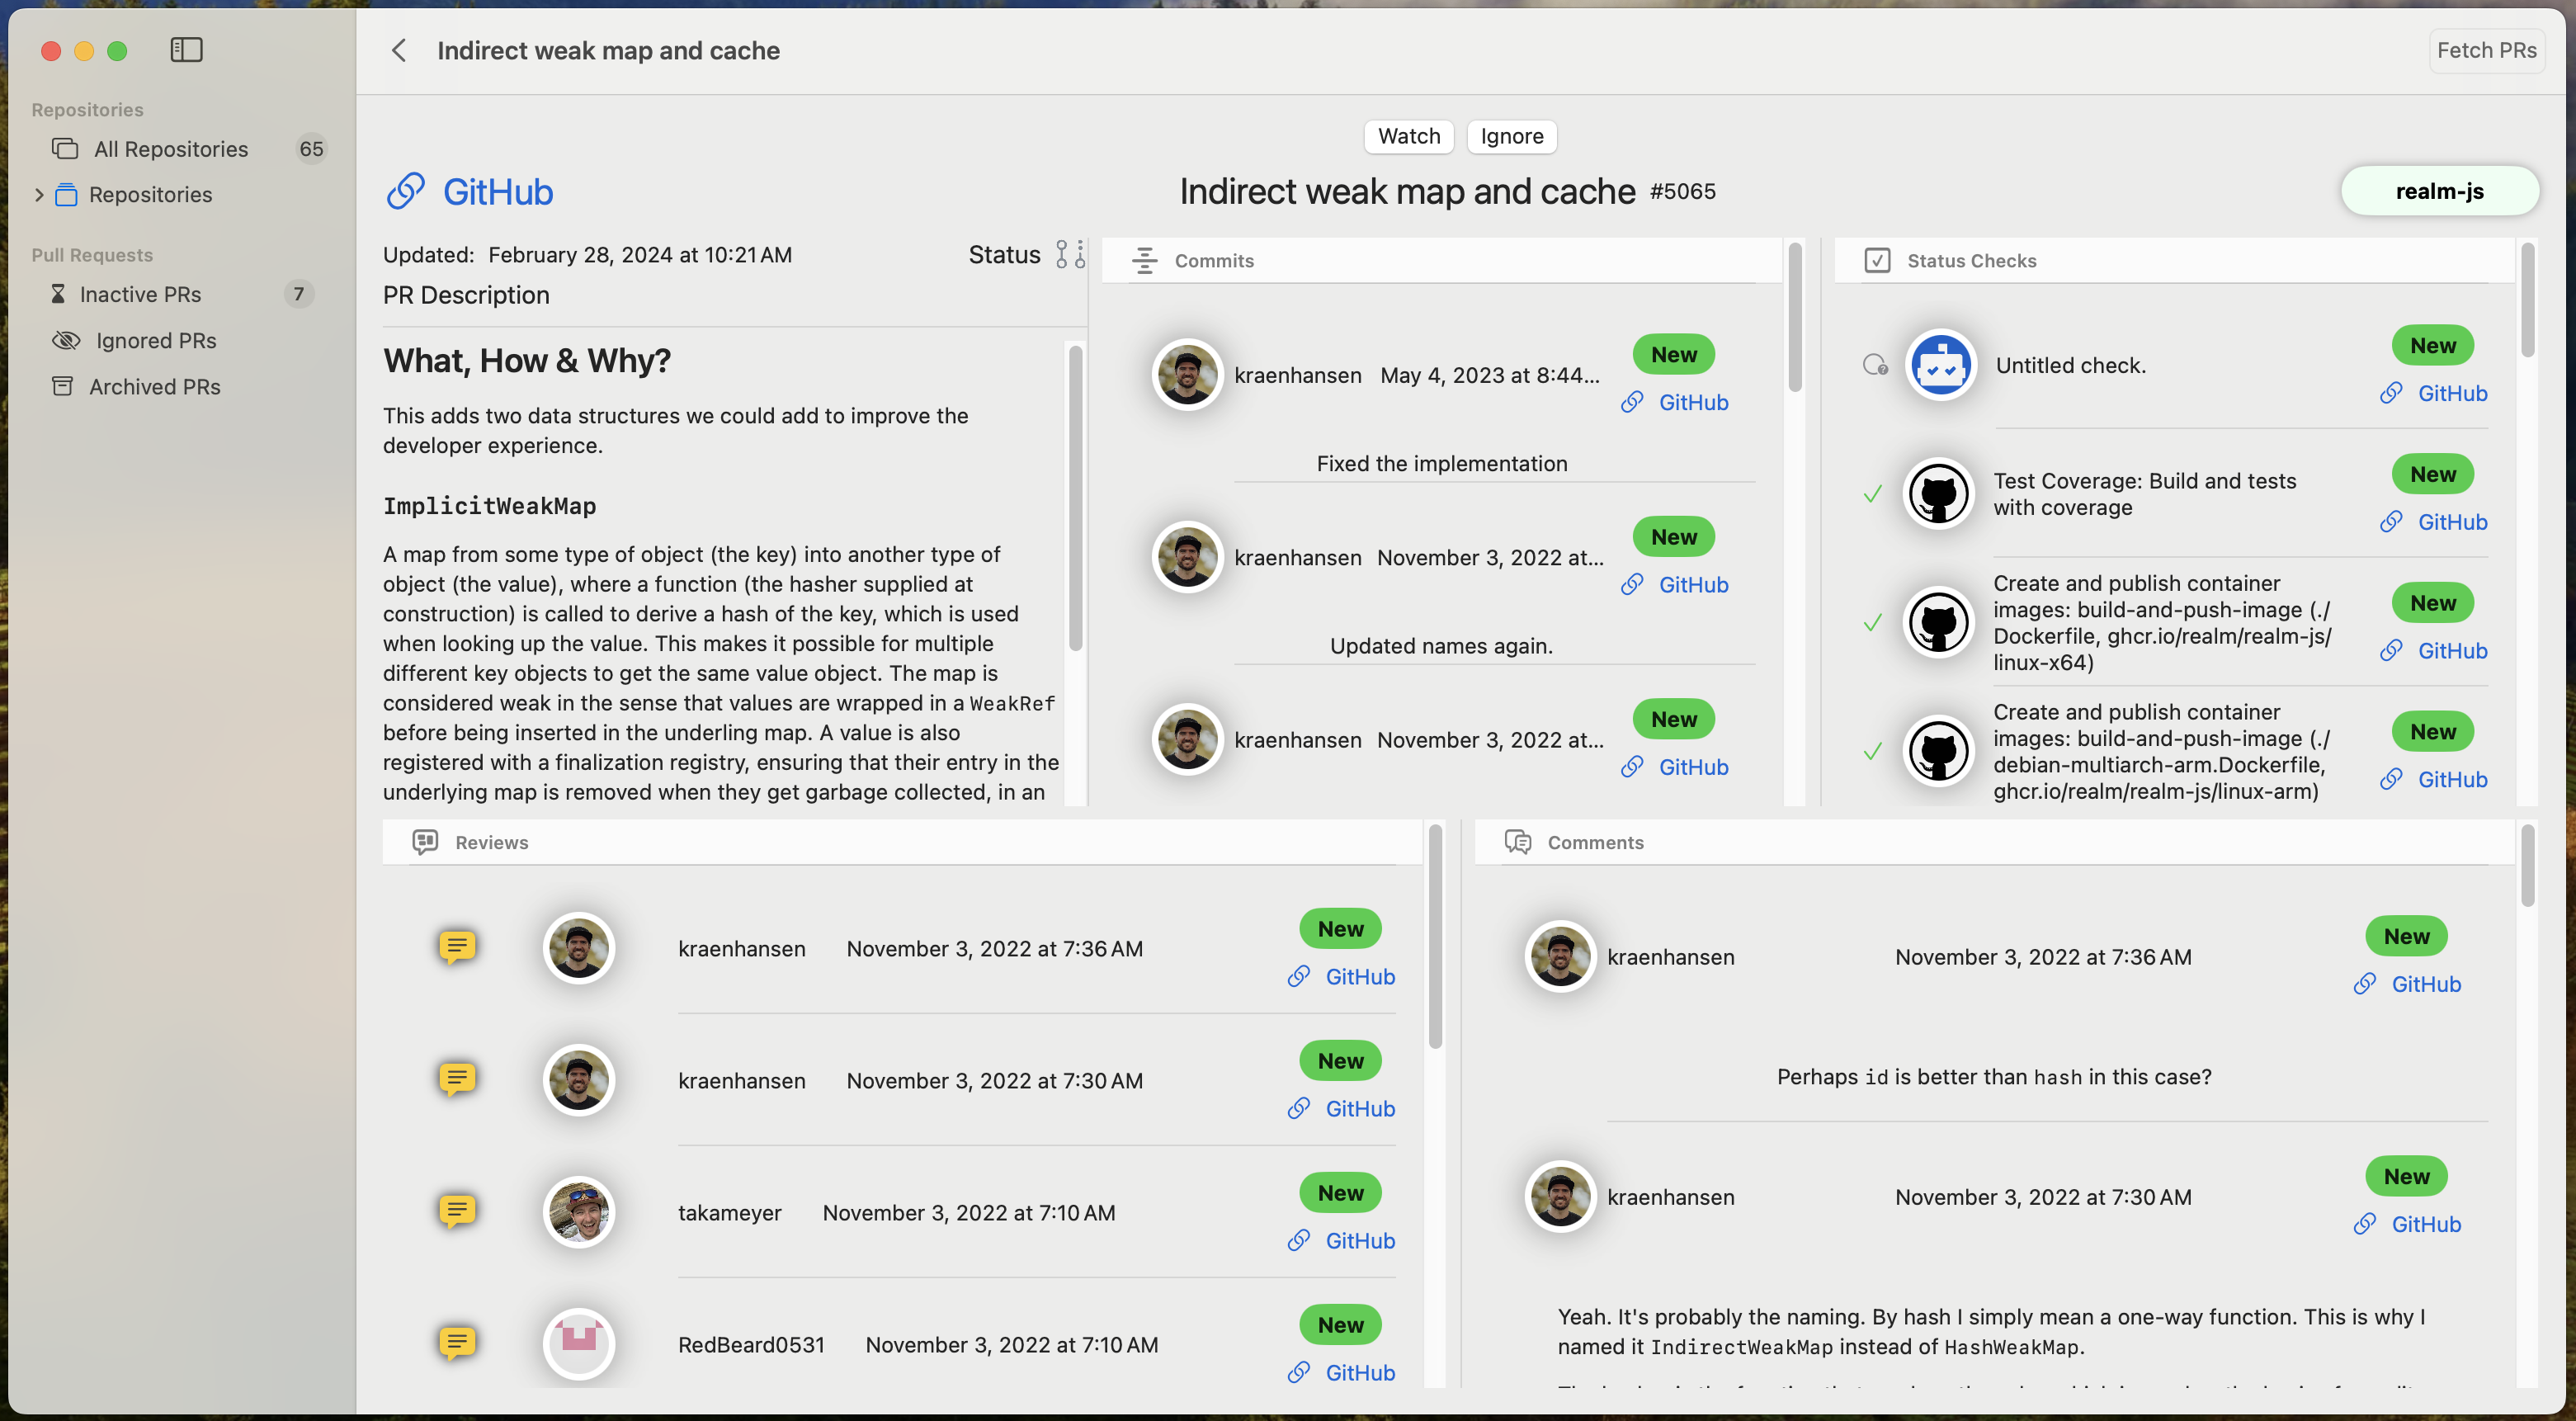 Indirect weak map and cache
Fetch PRs
Repositories
All Repositories 65
Repositories
Pull Requests
Inactive PRs 7
Ignored PRs
Archived PRs
Watch Ignore
GitHub
Indirect weak map and cache #5065
realm-js
Updated: February 28, 2024 at 10:21 AM
Status
PR Description
What, How & Why?
This adds two data structures we could add to improve the
developer experience.
ImplicitWeakMap
A map from some type of object (the key) into another type of
object (the value), where a function (the hasher supplied at
construction) is called to derive a hash of the key, which is used
when looking up the value. This makes it possible for multiple
different key objects to get the same value object. The map is
considered weak in the sense that values are wrapped in a WeakRef
before being inserted in the underling map. A value is also
registered with a finalization registry, ensuring that their entry in the
underlying map is removed when they get garbage collected, in an
Commits
kraenhansen May 4, 2023 at 8:44...
New
GitHub
Fixed the implementation
kraenhansen November 3, 2022 at...
New
GitHub
Updated names again.
kraenhansen November 3, 2022 at...
New
GitHub
Status Checks
Untitled check.
New
GitHub
Test Coverage: Build and tests
with coverage
New
GitHub
Create and publish container
images: build-and-push-image (./
Dockerfile, ghcr.io/realm/realm-js/
linux-x64)
New
GitHub
Create and publish container
images: build-and-push-image (./
debian-multiarch-arm.Dockerfile,
ghcr.io/realm/realm-js/linux-arm)
New
GitHub
Reviews
kraenhansen November 3, 2022 at 7:36 AM
New
GitHub
kraenhansen November 3, 2022 at 7:30 AM
New
GitHub
takameyer November 3, 2022 at 7:10 AM
New
GitHub
RedBeard0531 November 3, 2022 at 7:10 AM
New
GitHub
Comments
kraenhansen November 3, 2022 at 7:36 AM
New
GitHub
Perhaps id is better than hash in this case?
kraenhansen November 3, 2022 at 7:30 AM
New
GitHub
Yeah. It's probably the naming. By hash I simply mean a one-way function. This is why I
named it IndirectWeakMap instead of HashWeakMap.